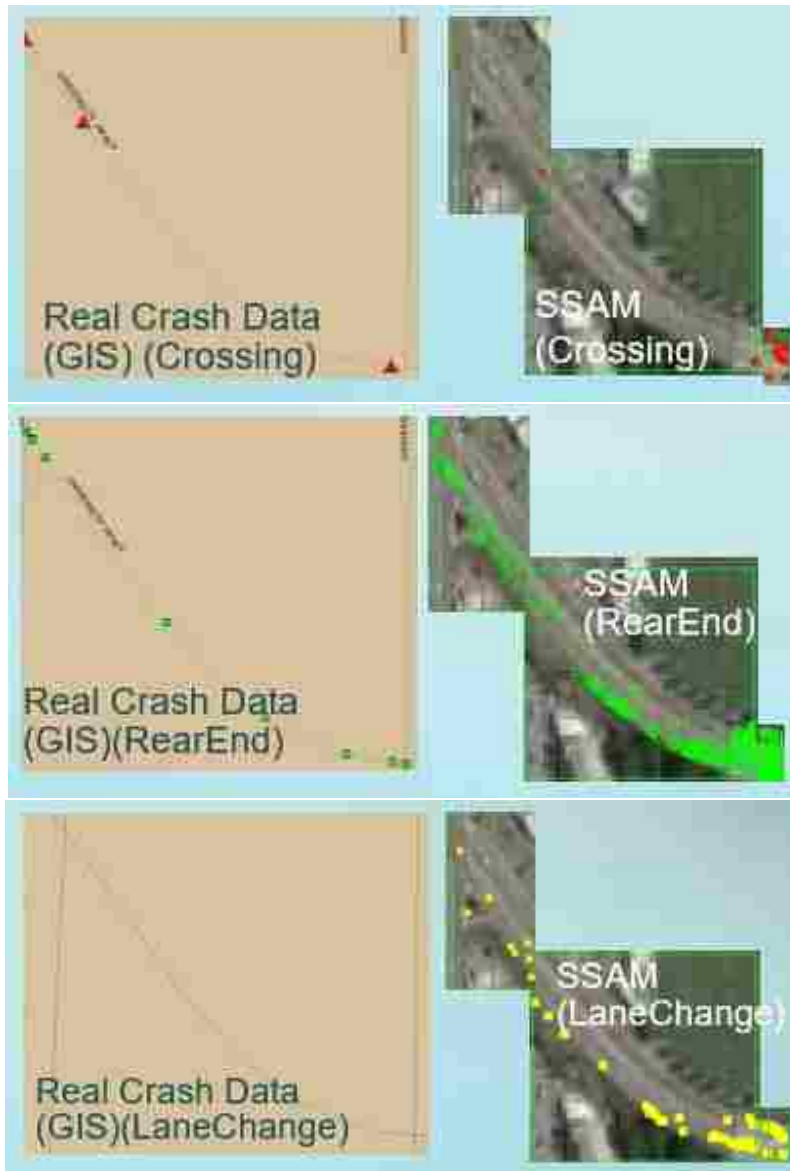 Real Crash Data
(GIS) (Crossing)
SSAM
(Crossing)
Real Crash Data
(GIS)(RearEnd)
SSAM
(RearEnd)
Real Crash Data
(GIS)(LaneChange)
SSAM
(LaneChange)